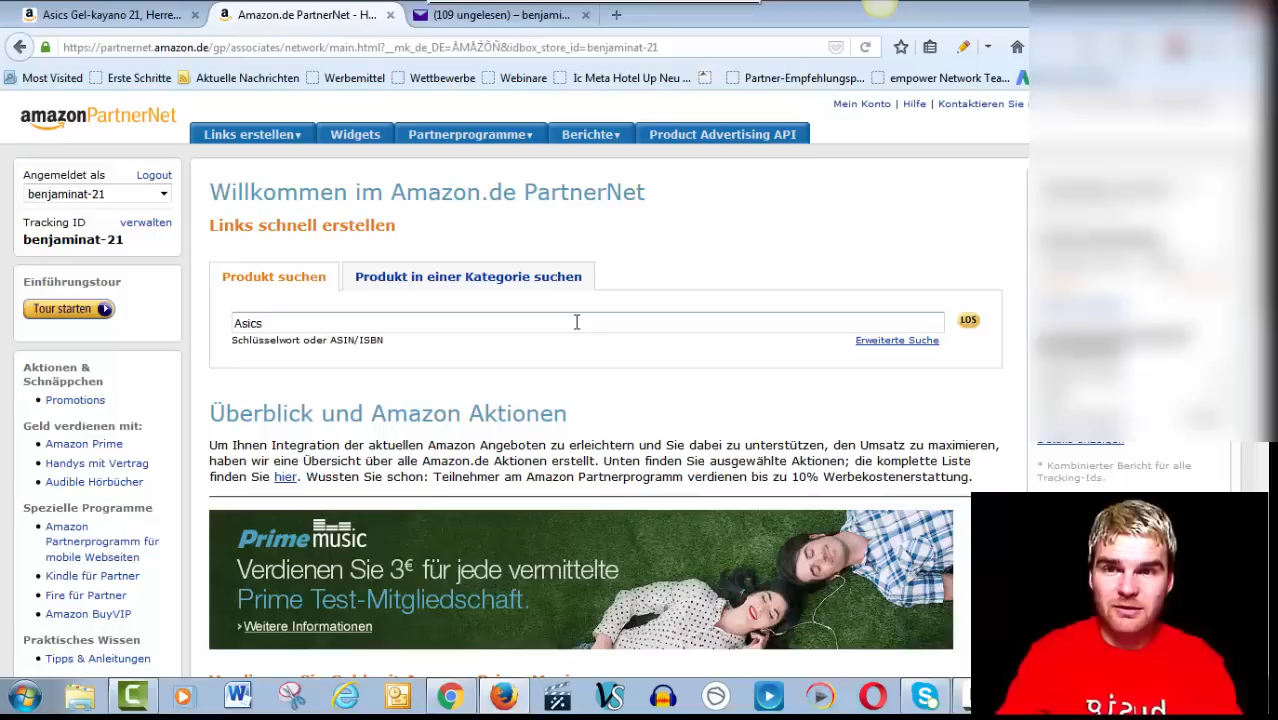 Asics Gel-kayano 21, Herre... ×
Amazon.de PartnerNet - H... ×
(109 ungelesen) – benjami... ×
https://partnernet.amazon.de/gp/associates/network/main.html?__mk_de_DE=ÅMÅŽÕÑ&idbox_store_id=benjaminat-21
Most Visited Erste Schritte Aktuelle Nachrichten Werbemittel Wettbewerbe Webinare Ic Meta Hotel Up Neu ... Partner-Empfehlungsp... empower Network Tea...
Mein Konto | Hilfe | Kontaktieren Sie
amazonPartnerNet
Links erstellen Widgets Partnerprogramme Berichte Product Advertising API
Angemeldet als Logout
benjaminat-21
Tracking ID verwalten
benjaminat-21
Einführungstour
Tour starten
Aktionen &
Schnäppchen
Promotions
Geld verdienen mit:
Amazon Prime
Handys mit Vertrag
Audible Hörbücher
Spezielle Programme
Amazon
Partnerprogramm für
mobile Webseiten
Kindle für Partner
Fire für Partner
Amazon BuyVIP
Praktisches Wissen
Tipps & Anleitungen
Willkommen im Amazon.de PartnerNet
Links schnell erstellen
Produkt suchen Produkt in einer Kategorie suchen
Asics LOS
Schlüsselwort oder ASIN/ISBN Erweiterte Suche
Überblick und Amazon Aktionen
Um Ihnen Integration der aktuellen Amazon Angeboten zu erleichtern und Sie dabei zu unterstützen, den Umsatz zu maximieren,
haben wir eine Übersicht über alle Amazon.de Aktionen erstellt. Unten finden Sie ausgewählte Aktionen; die komplette Liste
finden Sie hier. Wussten Sie schon: Teilnehmer am Amazon Partnerprogramm verdienen bis zu 10% Werbekostenerstattung.
Prime music
Verdienen Sie 3€ für jede vermittelte
Prime Test-Mitgliedschaft.
›Weitere Informationen
* Kombinierter Bericht für alle
Tracking-Ids.